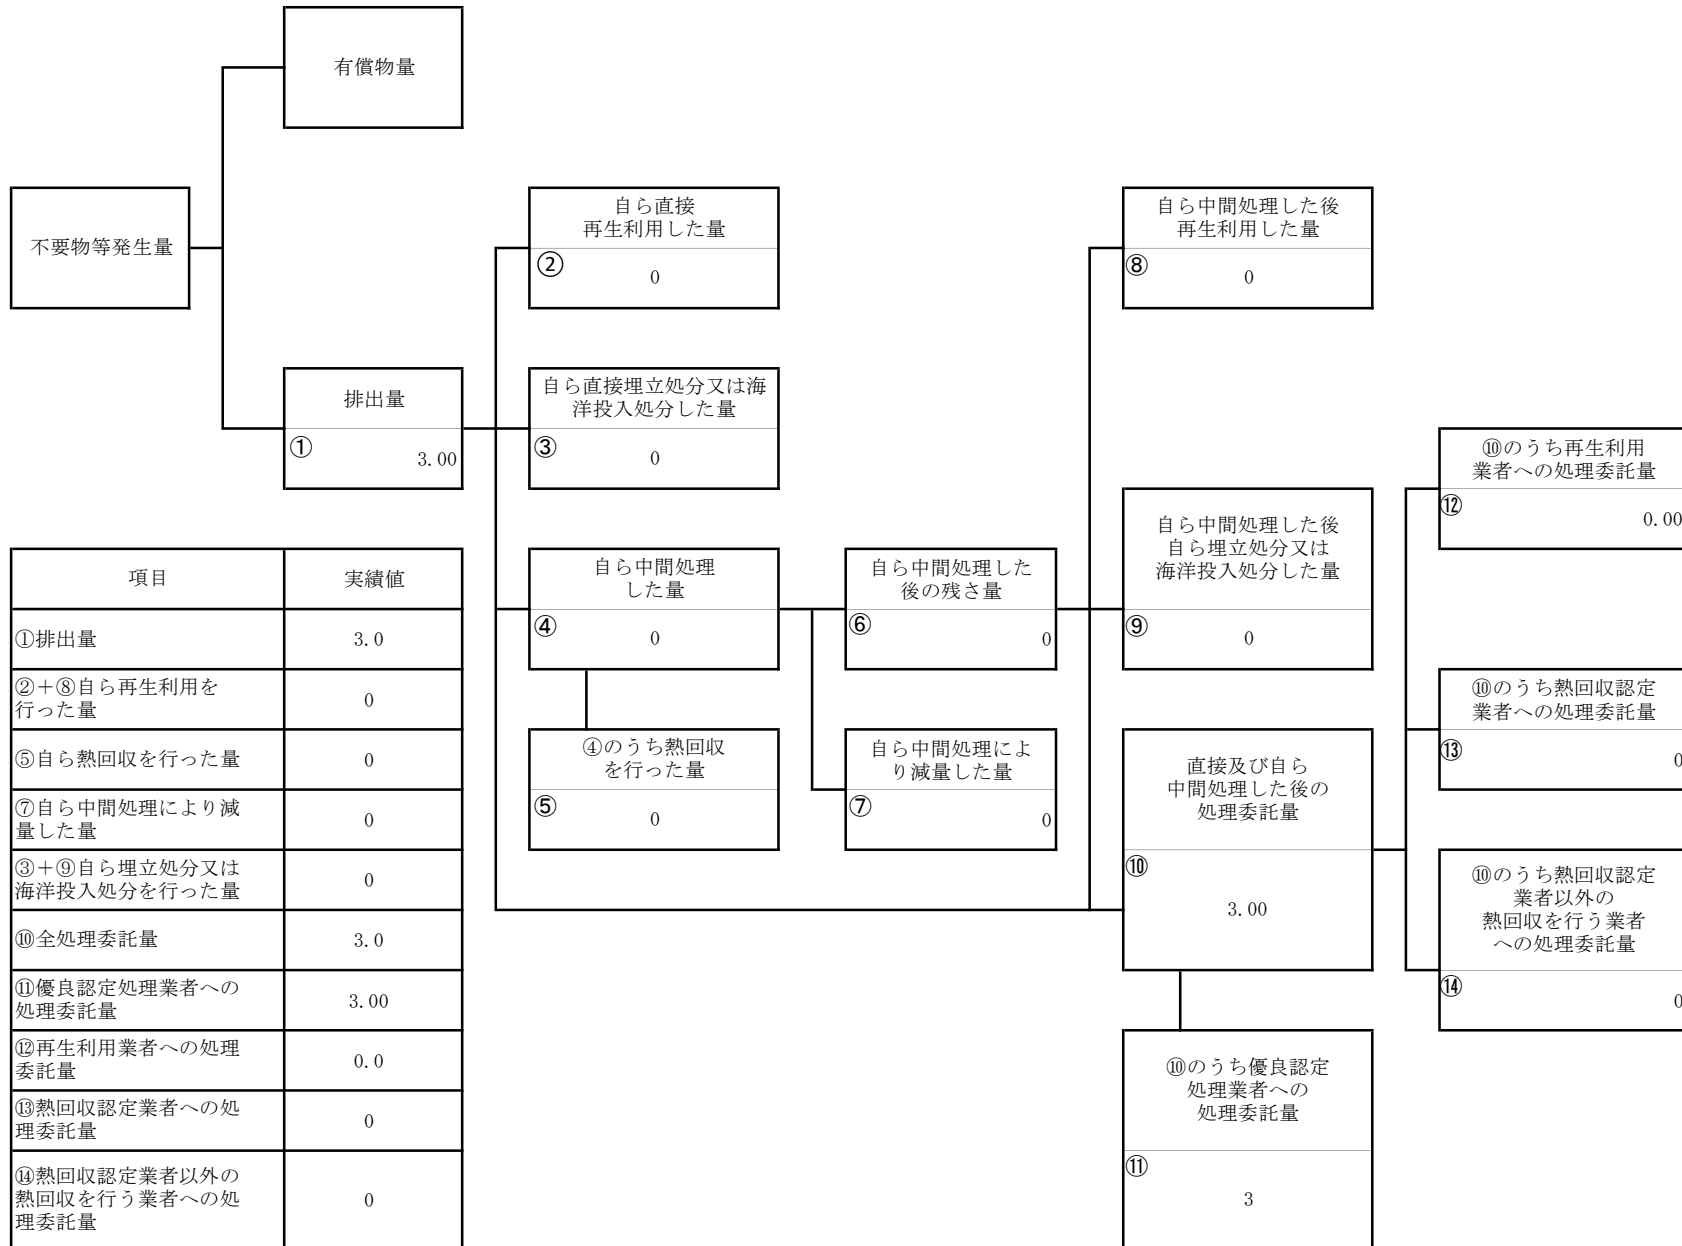 有償物量
不要物等発生量
排出量
①
3.00
自ら直接
再生利用した量
②
0
自ら直接埋立処分又は海
洋投入処分した量
③
0
自ら中間処理
した量
④
0
④のうち熱回収
を行った量
⑤
0
自ら中間処理した
後の残さ量
⑥
0
自ら中間処理によ
り減量した量
⑦
0
自ら中間処理した後
再生利用した量
⑧
0
自ら中間処理した後
自ら埋立処分又は
海洋投入処分した量
⑨
0
直接及び自ら
中間処理した後の
処理委託量
⑩
3.00
⑩のうち優良認定
処理業者への
処理委託量
⑪
3
⑩のうち再生利用
業者への処理委託量
⑫
0.00
⑩のうち熱回収認定
業者への処理委託量
⑬
0
⑩のうち熱回収認定
業者以外の
熱回収を行う業者
への処理委託量
⑭
0
項目 実績値
①排出量 3.0
②+⑧自ら再生利用を
行った量 0
⑤自ら熱回収を行った量 0
⑦自ら中間処理により減
量した量 0
③+⑨自ら埋立処分又は
海洋投入処分を行った量 0
⑩全処理委託量 3.0
⑪優良認定処理業者への
処理委託量 3.00
⑫再生利用業者への処理
委託量 0.0
⑬熱回収認定業者への処
理委託量 0
⑭熱回収認定業者以外の
熱回収を行う業者への処
理委託量 0